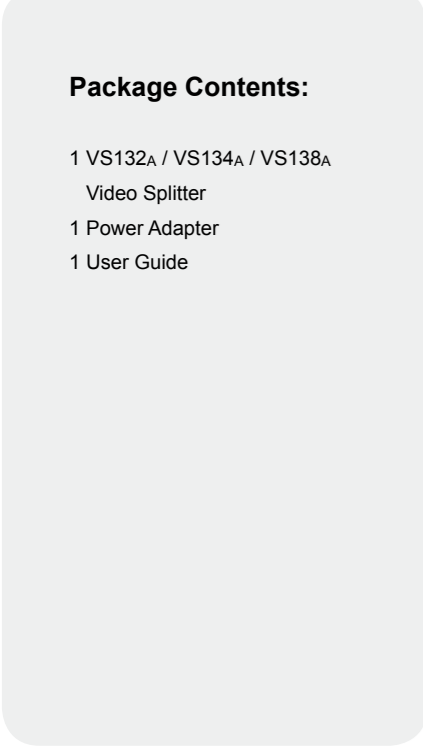 Package Contents:
1 VS132A / VS134A / VS138A
Video Splitter
1 Power Adapter
1 User Guide